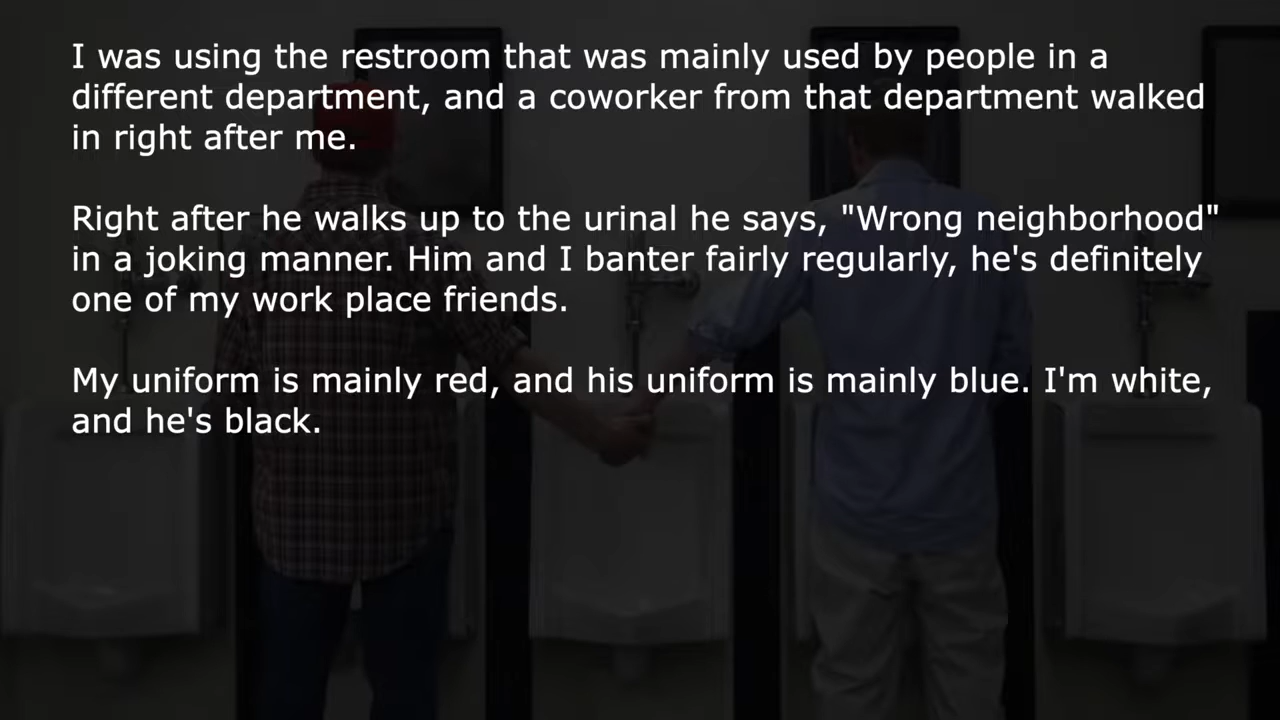 I was using the restroom that was mainly used by people in a
different department, and a coworker from that department walked
in right after me.
Right after he walks up to the urinal he says, "Wrong neighborhood"
in a joking manner. Him and I banter fairly regularly, he's definitely
one of my work place friends.
My uniform is mainly red, and his uniform is mainly blue. I'm white,
and he's black.